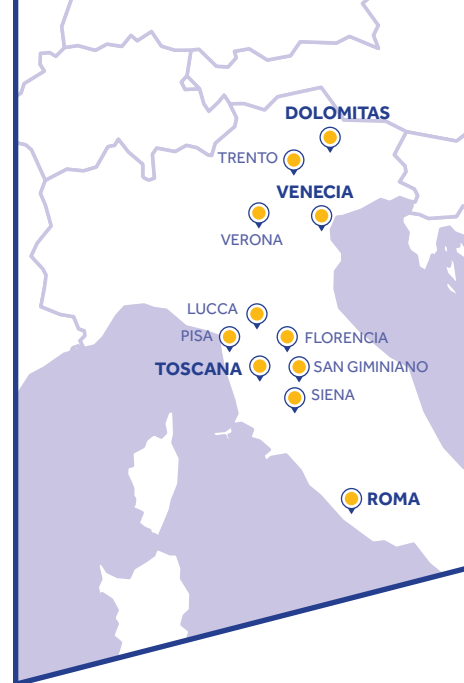 DOLOMITAS
TRENTO
VENECIA
VERONA
LUCCA
PISA
FLORENCIA
TOSCANA
SAN GIMINIANO
SIENA
ROMA